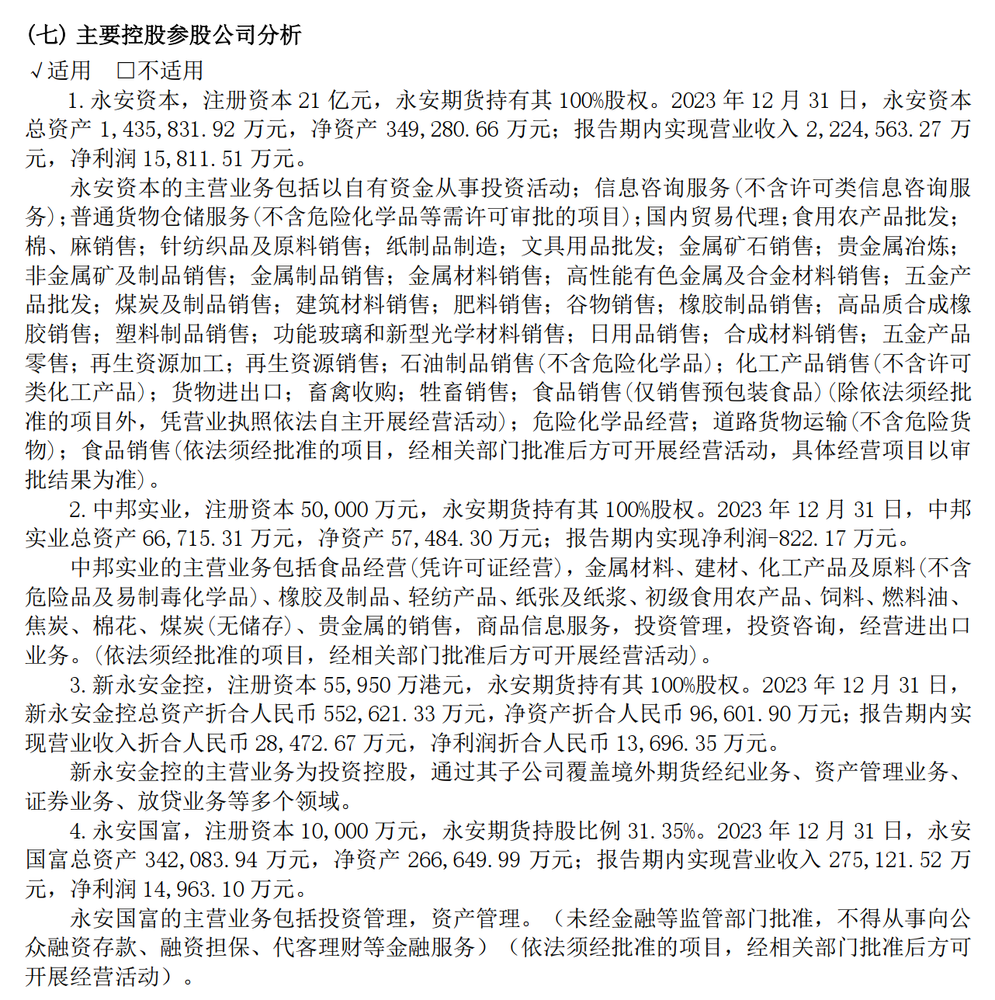 (七) 主要控股参股公司分析
√适用 □不适用
1. 永安资本，注册资本 21 亿元，永安期货持有其 100%股权。2023 年 12 月 31 日，永安资本
总资产 1,435,831.92 万元，净资产 349,280.66 万元；报告期内实现营业收入 2,224,563.27 万
元，净利润 15,811.51 万元。
永安资本的主营业务包括以自有资金从事投资活动；信息咨询服务(不含许可类信息咨询服
务)；普通货物仓储服务(不含危险化学品等需许可审批的项目)；国内贸易代理；食用农产品批发；
棉、麻销售；针纺织品及原料销售；纸制品制造；文具用品批发；金属矿石销售；贵金属冶炼；
非金属矿及制品销售；金属制品销售；金属材料销售；高性能有色金属及合金材料销售；五金产
品批发；煤炭及制品销售；建筑材料销售；肥料销售；谷物销售；橡胶制品销售；高品质合成橡
胶销售；塑料制品销售；功能玻璃和新型光学材料销售；日用品销售；合成材料销售；五金产品
零售；再生资源加工；再生资源销售；石油制品销售(不含危险化学品)；化工产品销售(不含许可
类化工产品)；货物进出口；畜禽收购；牲畜销售；食品销售(仅销售预包装食品)(除依法须经批
准的项目外，凭营业执照依法自主开展经营活动)；危险化学品经营；道路货物运输(不含危险货
物)；食品销售(依法须经批准的项目，经相关部门批准后方可开展经营活动，具体经营项目以审
批结果为准)。
2. 中邦实业，注册资本 50,000 万元，永安期货持有其 100%股权。2023 年 12 月 31 日，中邦
实业总资产 66,715.31 万元，净资产 57,484.30 万元；报告期内实现净利润-822.17 万元。
中邦实业的主营业务包括食品经营(凭许可证经营)，金属材料、建材、化工产品及原料(不含
危险品及易制毒化学品)、橡胶及制品、轻纺产品、纸张及纸浆、初级食用农产品、饲料、燃料油、
焦炭、棉花、煤炭(无储存)、贵金属的销售，商品信息服务，投资管理，投资咨询，经营进出口
业务。(依法须经批准的项目，经相关部门批准后方可开展经营活动)。
3. 新永安金控，注册资本 55,950 万港元，永安期货持有其 100%股权。2023 年 12 月 31 日，
新永安金控总资产折合人民币 552,621.33 万元，净资产折合人民币 96,601.90 万元；报告期内实
现营业收入折合人民币 28,472.67 万元，净利润折合人民币 13,696.35 万元。
新永安金控的主营业务为投资控股，通过其子公司覆盖境外期货经纪业务、资产管理业务、
证券业务、放贷业务等多个领域。
4. 永安国富，注册资本 10,000 万元，永安期货持股比例 31.35%。2023 年 12 月 31 日，永安
国富总资产 342,083.94 万元，净资产 266,649.99 万元；报告期内实现营业收入 275,121.52 万
元，净利润 14,963.10 万元。
永安国富的主营业务包括投资管理，资产管理。（未经金融等监管部门批准，不得从事向公
众融资存款、融资担保、代客理财等金融服务）（依法须经批准的项目，经相关部门批准后方可
开展经营活动）。